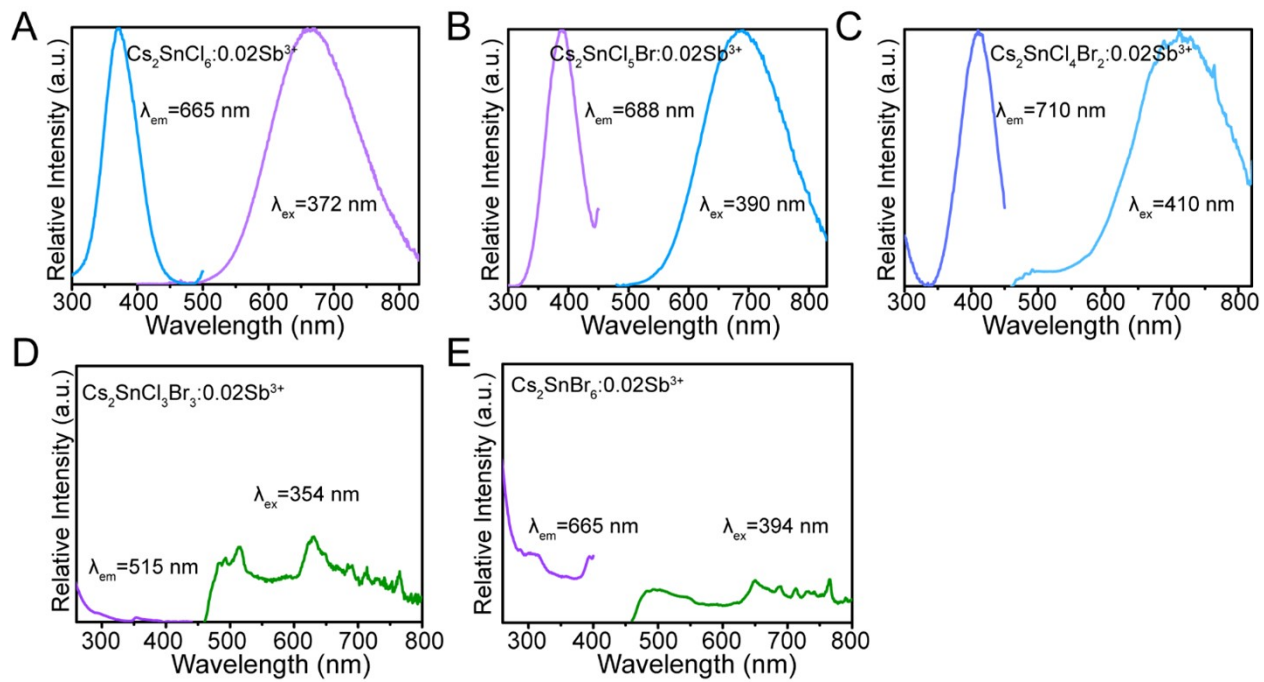 A
Relative Intensity (a.u.)
Cs₂SnCl₆:0.02Sb³⁺
λem=665 nm
λex=372 nm
300 400 500 600 700 800
Wavelength (nm)
B
Relative Intensity (a.u.)
Cs₂SnCl₅Br:0.02Sb³⁺
λem=688 nm
λex=390 nm
300 400 500 600 700 800
Wavelength (nm)
C
Relative Intensity (a.u.)
Cs₂SnCl₄Br₂:0.02Sb³⁺
λem=710 nm
λex=410 nm
300 400 500 600 700 800
Wavelength (nm)
D
Relative Intensity (a.u.)
Cs₂SnCl₃Br₃:0.02Sb³⁺
λex=354 nm
λem=515 nm
300 400 500 600 700 800
Wavelength (nm)
E
Relative Intensity (a.u.)
Cs₂SnBr₆:0.02Sb³⁺
λem=665 nm
λex=394 nm
300 400 500 600 700 800
Wavelength (nm)